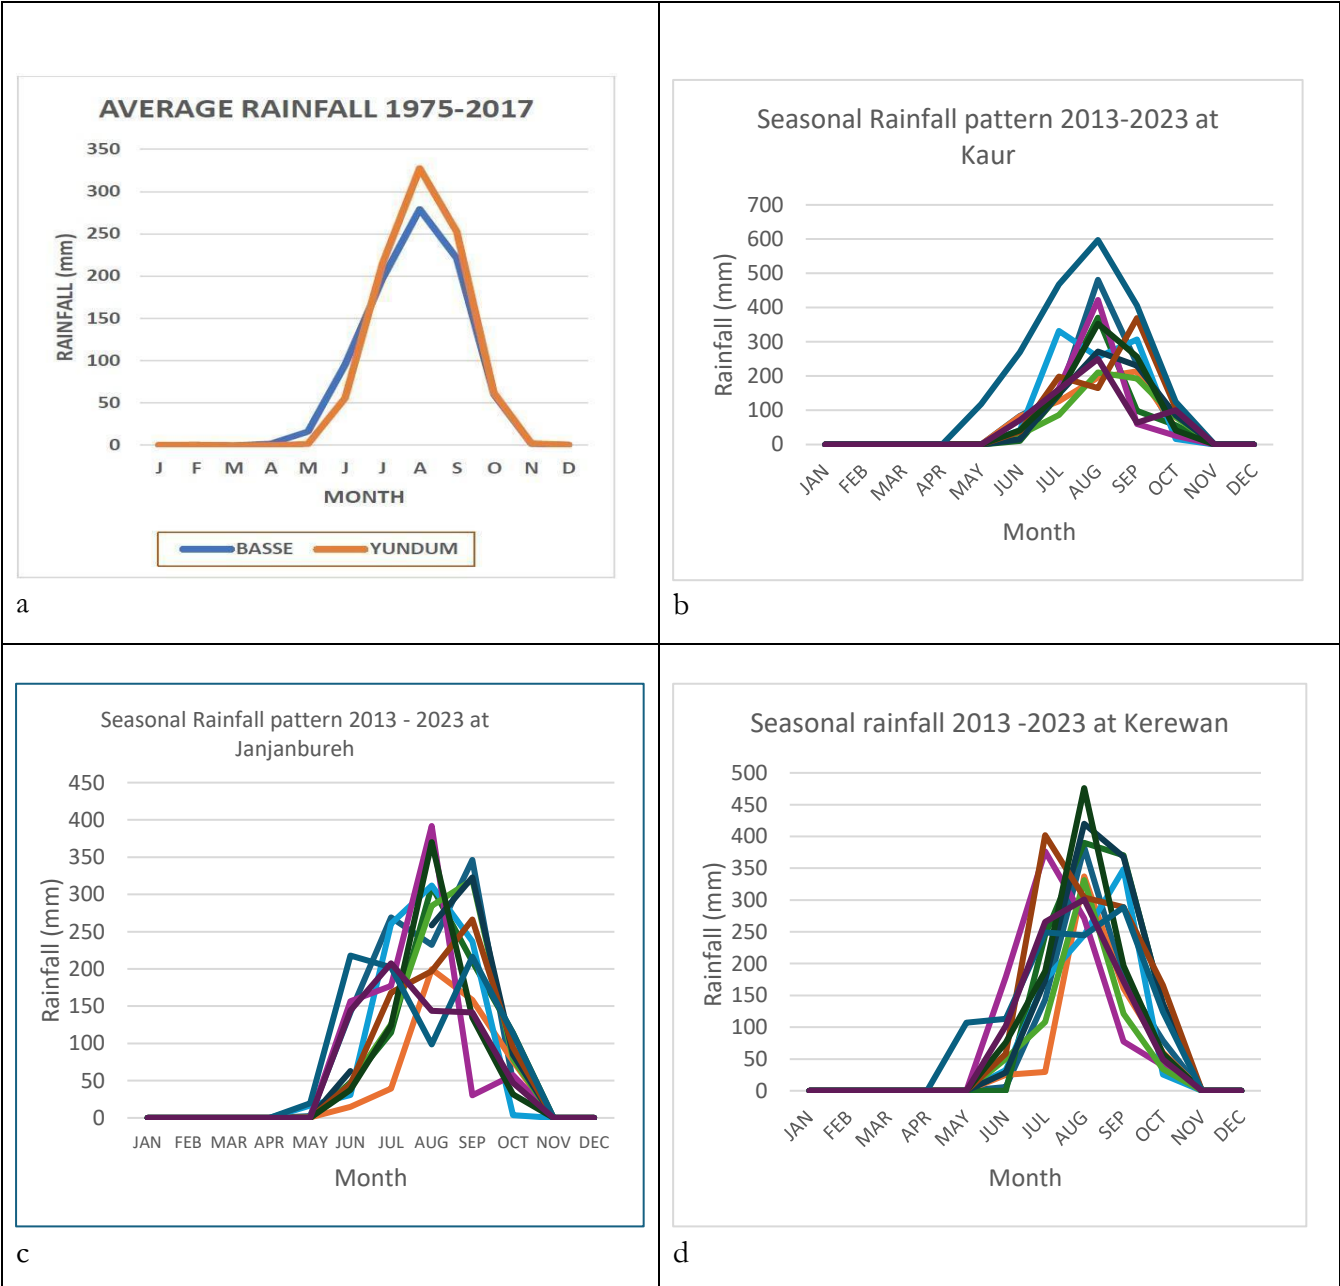 AVERAGE RAINFALL 1975-2017
350
300
250
200
150
100
50
0
RAINFALL (mm)
J F M A M J J A S O N D
MONTH
BASSE YUNDUM
a
Seasonal Rainfall pattern 2013-2023 at
Kaur
700
600
500
400
300
200
100
0
Rainfall (mm)
JAN FEB MAR APR MAY JUN JUL AUG SEP OCT NOV DEC
Month
b
Seasonal Rainfall pattern 2013 - 2023 at
Janjanbureh
450
400
350
300
250
200
150
100
50
0
Rainfall (mm)
JAN FEB MAR APR MAY JUN JUL AUG SEP OCT NOV DEC
Month
c
Seasonal rainfall 2013 -2023 at Kerewan
500
450
400
350
300
250
200
150
100
50
0
Rainfall (mm)
JAN FEB MAR APR MAY JUN JUL AUG SEP OCT NOV DEC
Month
d